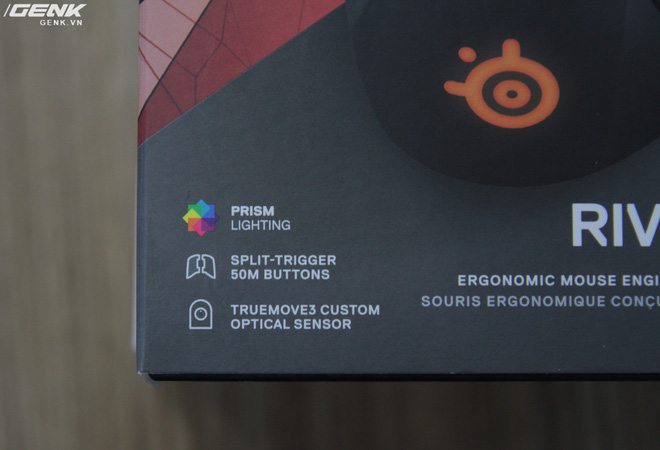 GENK
GENK.VN
PRISM
LIGHTING
SPLIT-TRIGGER
50M BUTTONS
TRUEMOVE3 CUSTOM
OPTICAL SENSOR
RIV
ERGONOMIC MOUSE ENGI
SOURIS ERGONOMIQUE CONÇU